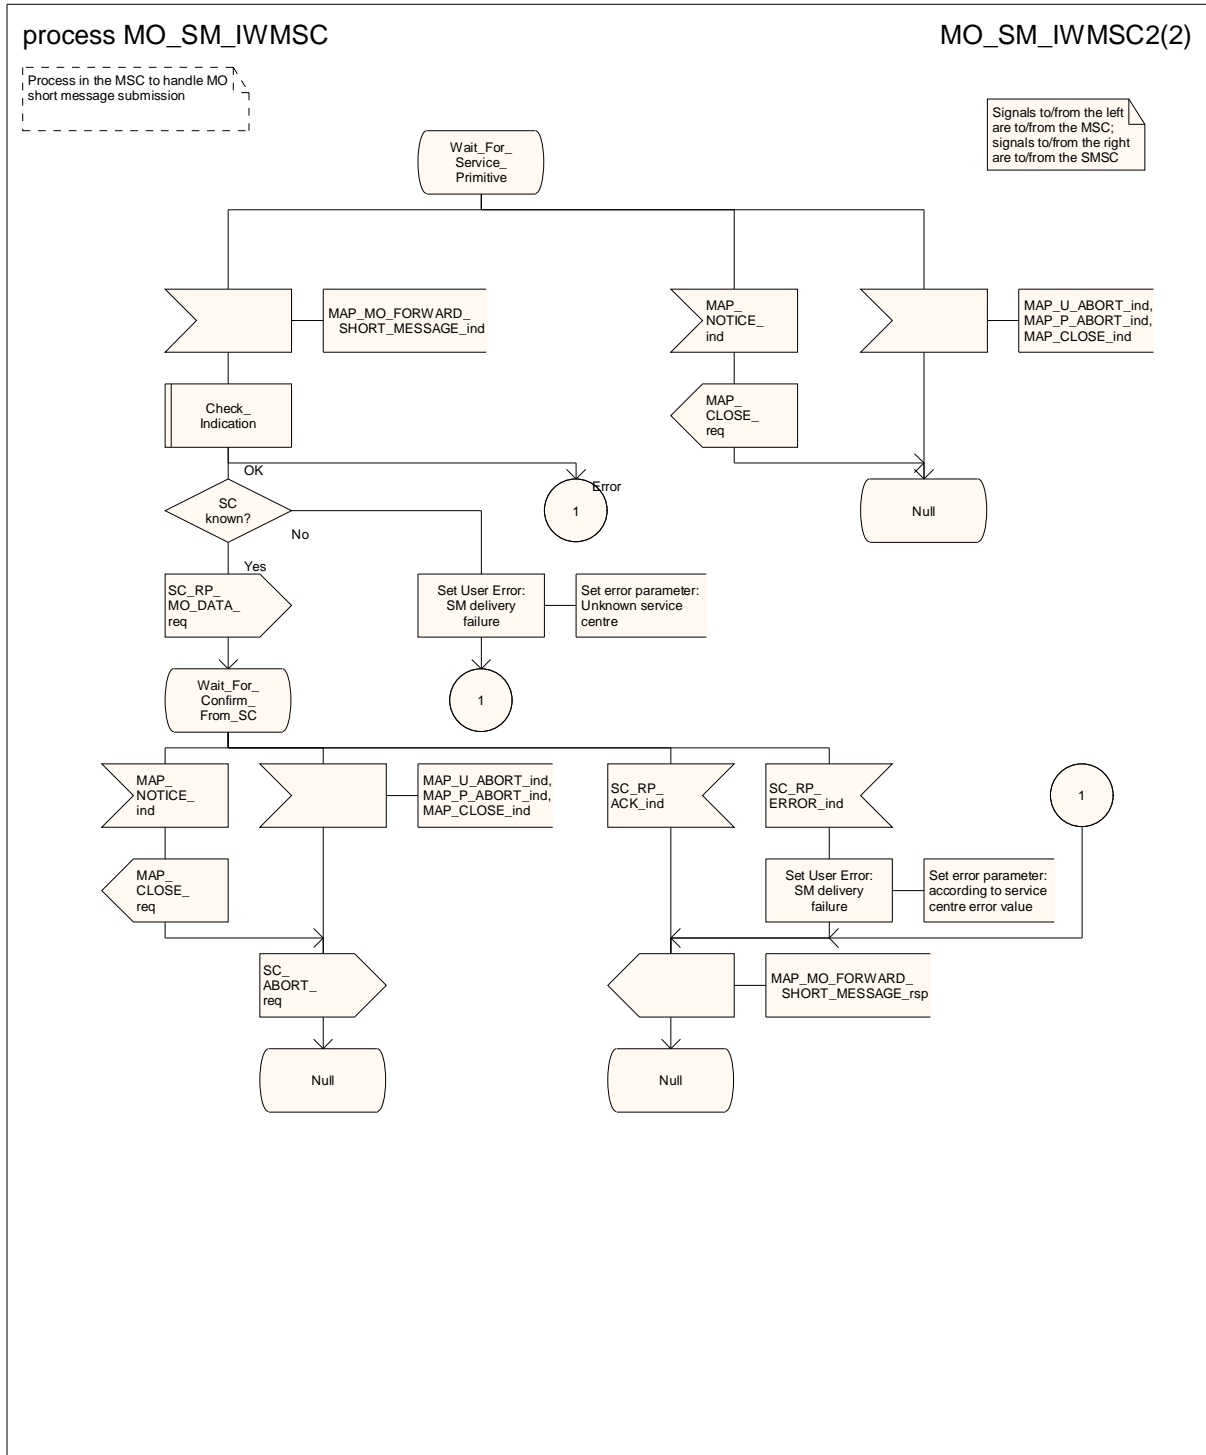 process MO_SM_IWMSC
MO_SM_IWMSC2(2)
Process in the MSC to handle MO
short message submission
Signals to/from the left
are to/from the MSC;
signals to/from the right
are to/from the SMSC
Wait_For_
Service_
Primitive
MAP_MO_FORWARD_
SHORT_MESSAGE_ind
MAP_
NOTICE_
ind
MAP_U_ABORT_ind,
MAP_P_ABORT_ind,
MAP_CLOSE_ind
Check_
Indication
MAP_
CLOSE_
req
OK
Error
SC
known?
1
Null
No
Yes
SC_RP_
MO_DATA_
req
Set User Error:
SM delivery
failure
Set error parameter:
Unknown service
centre
Wait_For_
Confirm_
From_SC
1
MAP_
NOTICE_
ind
MAP_U_ABORT_ind,
MAP_P_ABORT_ind,
MAP_CLOSE_ind
SC_RP_
ACK_ind
SC_RP_
ERROR_ind
1
MAP_
CLOSE_
req
Set User Error:
SM delivery
failure
Set error parameter:
according to service
centre error value
SC_
ABORT_
req
MAP_MO_FORWARD_
SHORT_MESSAGE_rsp
Null
Null